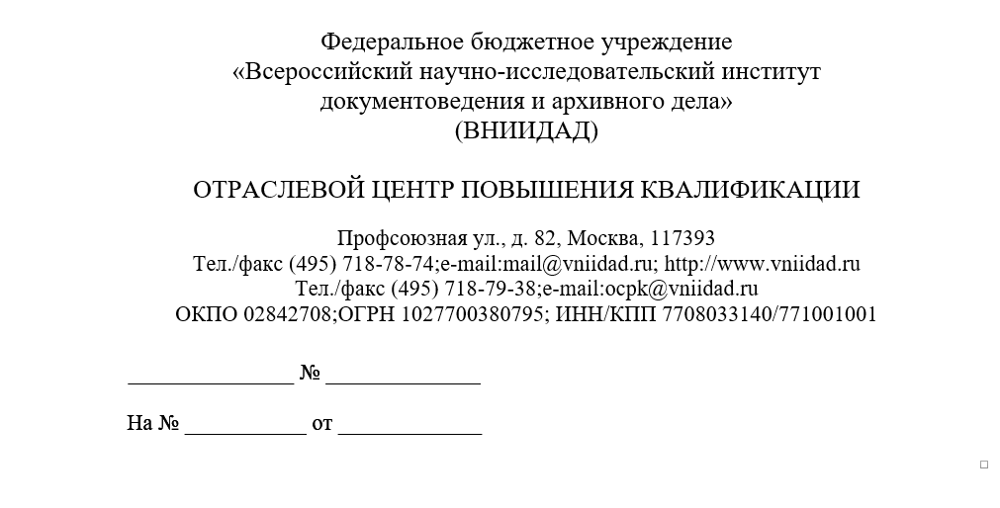 Федеральное бюджетное учреждение
«Всероссийский научно-исследовательский институт
документоведения и архивного дела»
(ВНИИДАД)
ОТРАСЛЕВОЙ ЦЕНТР ПОВЫШЕНИЯ КВАЛИФИКАЦИИ
Профсоюзная ул., д. 82, Москва, 117393
Тел./факс (495) 718-78-74;e-mail:mail@vniidad.ru; http://www.vniidad.ru
Тел./факс (495) 718-79-38;e-mail:ocpk@vniidad.ru
ОКПО 02842708;ОГРН 1027700380795; ИНН/КПП 7708033140/771001001
_______________ № ______________
На № ___________ от _____________